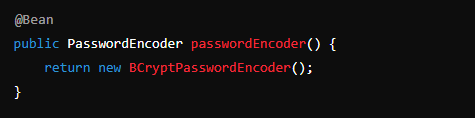 @Bean
public PasswordEncoder passwordEncoder() {
    return new BCryptPasswordEncoder();
}